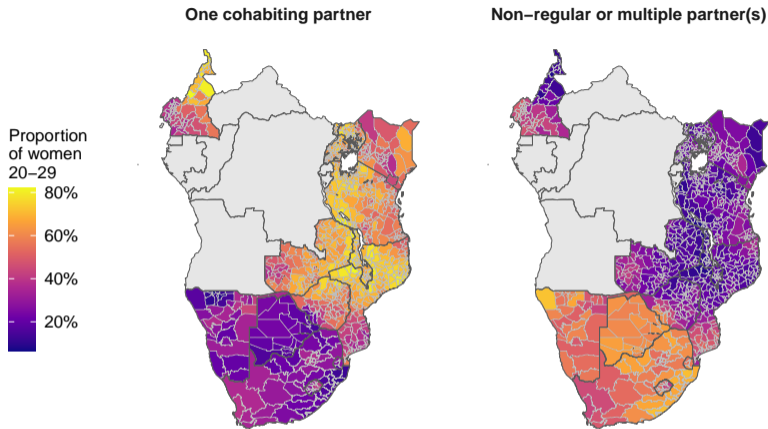 One cohabiting partner
Non−regular or multiple partner(s)
Proportion
of women
20−29
80%
60%
40%
20%